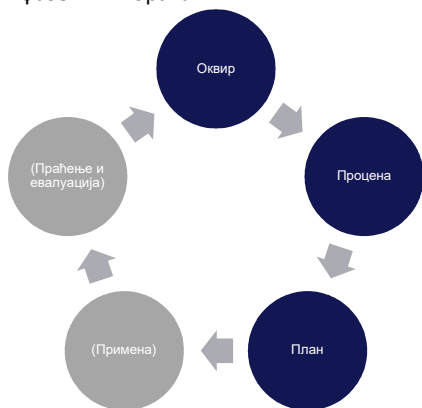 Оквир
Процена
План
(Примена)
(Праћење и
евалуација)